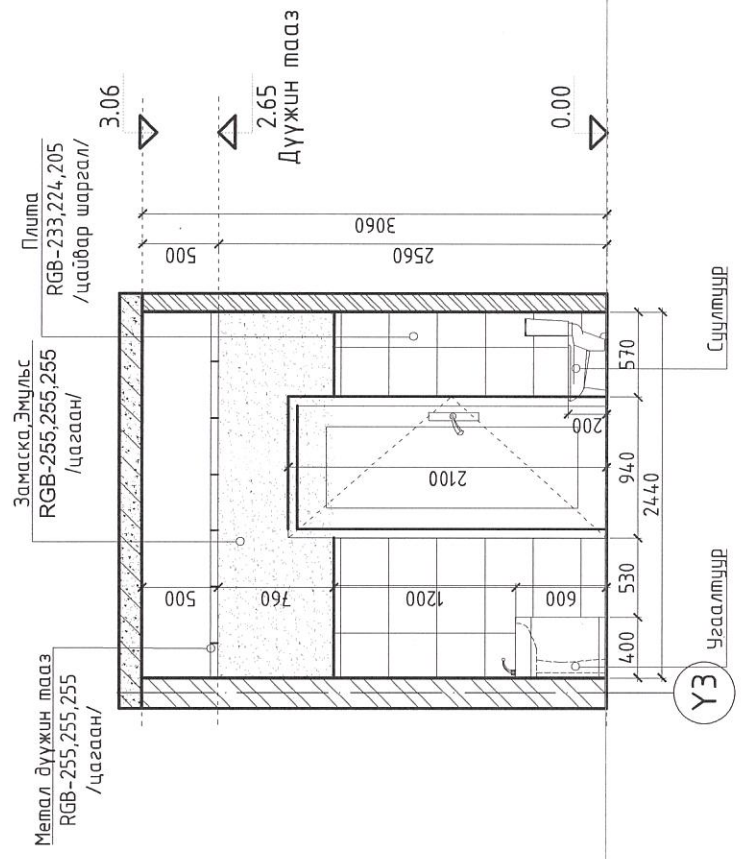 Метал дүүжин тааз
RGB-255,255,255
/цагаан/
Замаска,Эмульс
RGB-255,255,255
/цагаан/
Плита
RGB-233,224,205
/цайвар шаргал/
3.06
2.65
Дүүжин тааз
0.00
500
760
1200
600
2100
200
500
2560
3060
400
530
940
570
2440
Y3
Угаалтуур
Суултуур